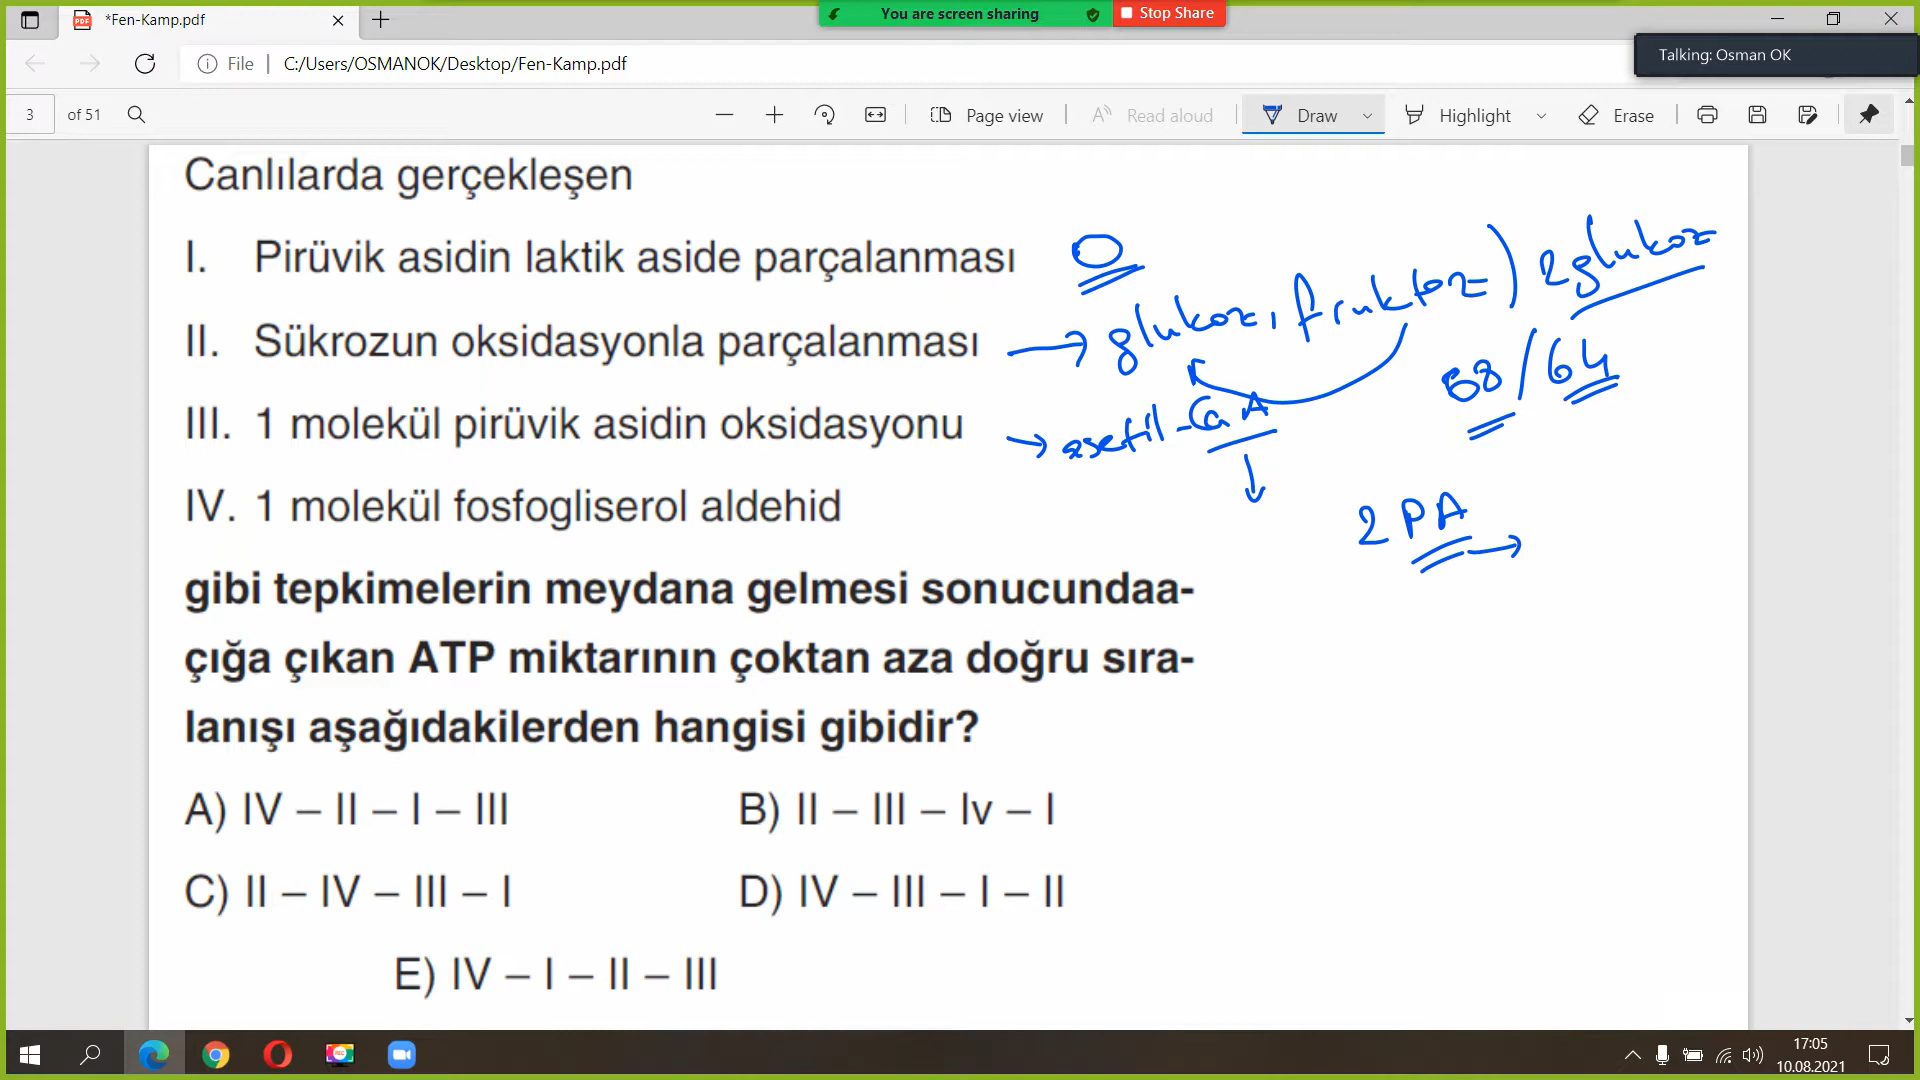 *Fen-Kamp.pdf
You are screen sharing
Stop Share
File
C:/Users/OSMANOK/Desktop/Fen-Kamp.pdf
Talking: Osman OK
3 of 51
Page view
Read aloud
Draw
Highlight
Erase
Canlılarda gerçekleşen
I. Pirüvik asidin laktik aside parçalanması
0
II. Sükrozun oksidasyonla parçalanması
→ glukoz, fruktoz) 2 glukoz
58/64
III. 1 molekül pirüvik asidin oksidasyonu
→ asetil-CoA
IV. 1 molekül fosfogliserol aldehid
2 PA →
gibi tepkimelerin meydana gelmesi sonucundaa-
çığa çıkan ATP miktarının çoktan aza doğru sıra-
lanışı aşağıdakilerden hangisi gibidir?
A) IV – II – I – III
B) II – III – Iv – I
C) II – IV – III – I
D) IV – III – I – II
E) IV – I – II – III
17:05
10.08.2021